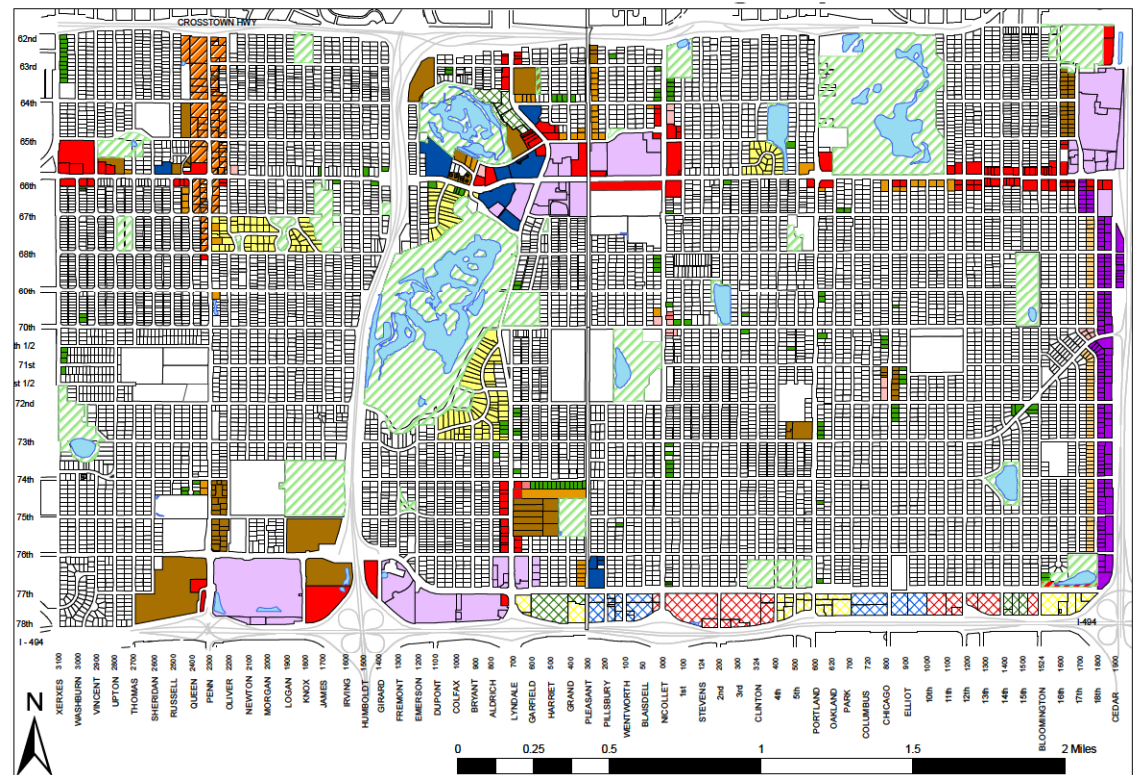 CROSSTOWN HWY
62nd
63rd
64th
65th
66th
67th
68th
60th
70th
th 1/2
71st
st 1/2
72nd
73rd
74th
75th
76th
77th
78th
I - 494
I-494
XERXES 3100
WASHBURN 3000
VINCENT 2900
UPTON 2800
THOMAS 2700
SHERIDAN 2600
RUSSELL 2500
QUEEN 2400
PENN 2300
OLIVER 2200
NEWTON 2100
MORGAN 2000
LOGAN 1900
KNOX 1800
JAMES 1700
IRVING 1600
HUMBOLDT 1500
GIRARD 1400
FREMONT 1300
EMERSON 1200
DUPONT 1100
COLFAX 1000
BRYANT 900
ALDRICH 800
LYNDALE 700
GARFIELD 600
HARRIET 500
GRAND 400
PLEASANT 300
PILLSBURY 200
WENTWORTH 100
BLAISDELL 50
NICOLLET 000
1st 100
STEVENS 124
2nd 200
3rd 300
CLINTON 324
4th 400
5th 500
PORTLAND 600
OAKLAND 620
PARK 700
COLUMBUS 720
CHICAGO 800
ELLIOT 900
10th 1000
11th 1100
12th 1200
13th 1300
14th 1400
15th 1500
BLOOMINGTON 1524
16th 1600
17th 1700
18th 1800
CEDAR 1900
N
0 0.25 0.5 1 1.5 2 Miles